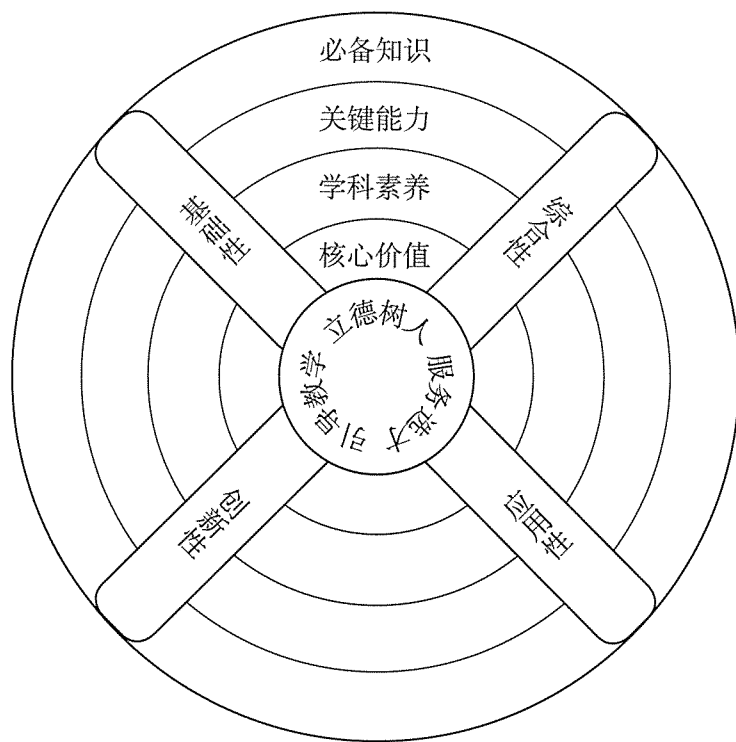 必备知识
关键能力
学科素养
核心价值
基础性
综合性
立德树人
服务选才
引导教学
创新性
应用性